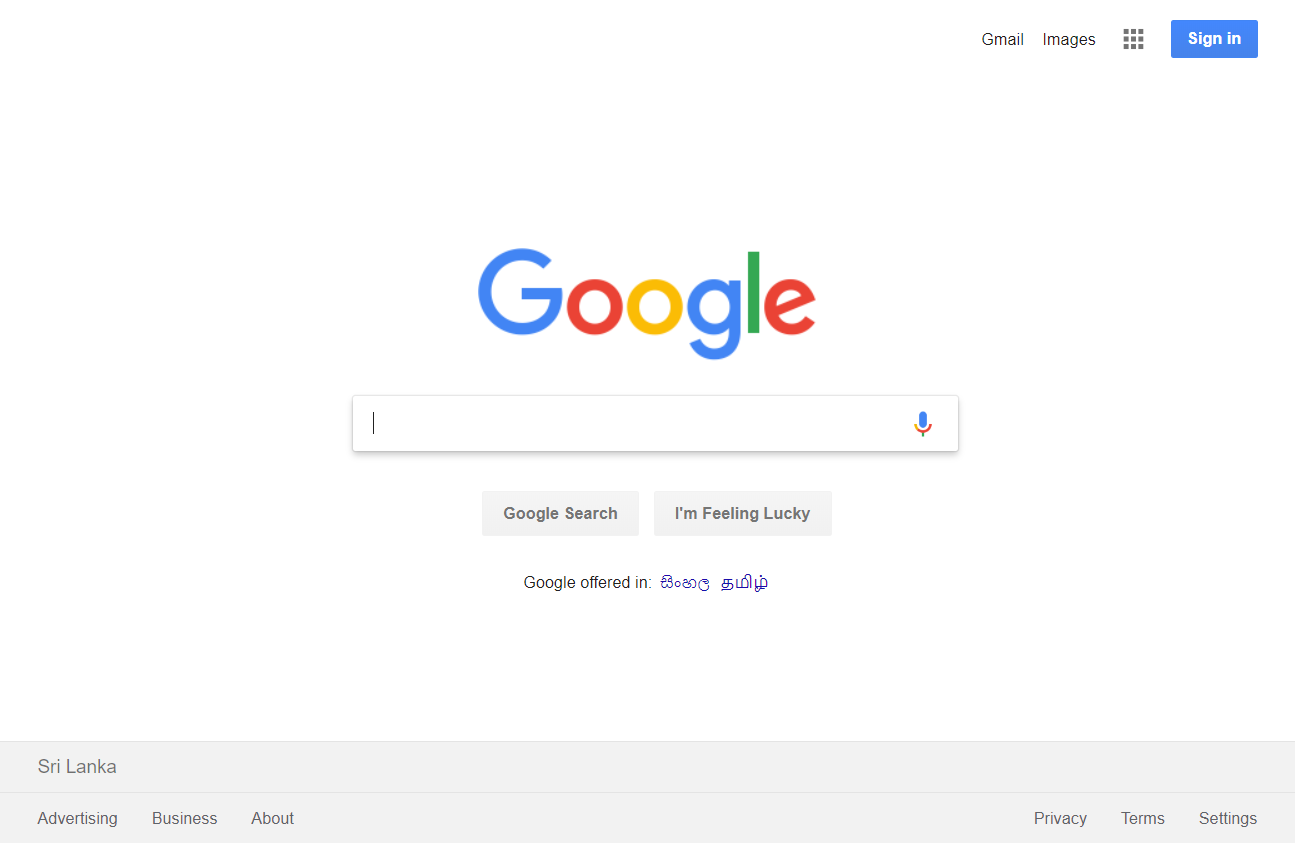 Gmail Images Sign in
Google
Google Search I'm Feeling Lucky
Google offered in: සිංහල தமிழ்
Sri Lanka
Advertising Business About Privacy Terms Settings